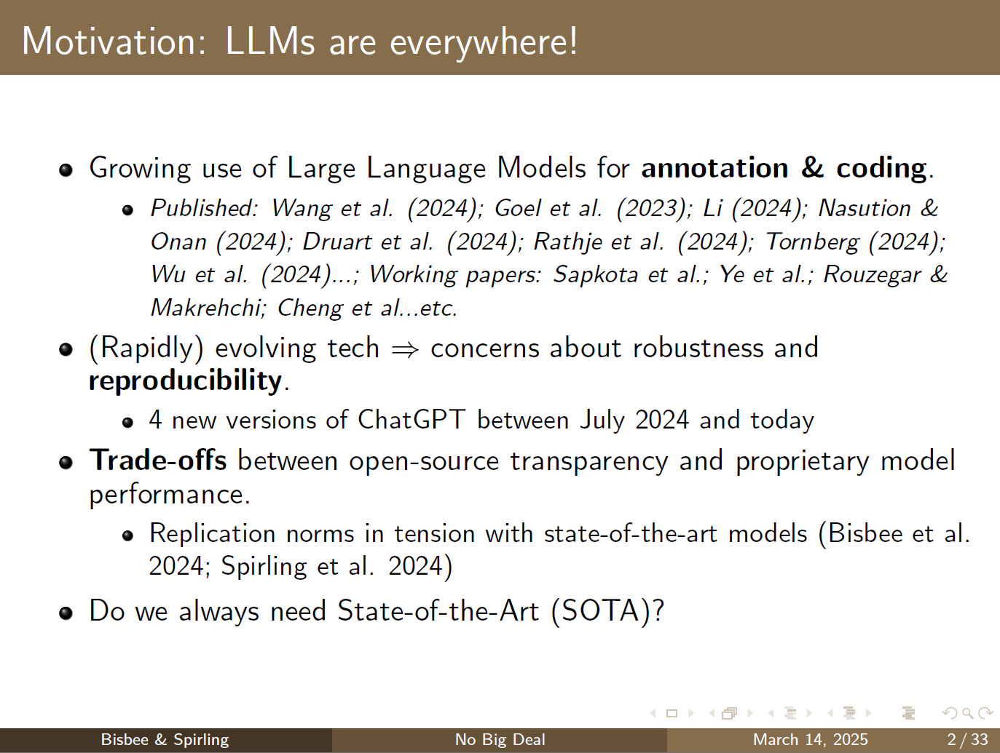 Motivation: LLMs are everywhere!
Growing use of Large Language Models for annotation & coding.
Published: Wang et al. (2024); Goel et al. (2023); Li (2024); Nasution &
Onan (2024); Druart et al. (2024); Rathje et al. (2024); Tornberg (2024);
Wu et al. (2024)...; Working papers: Sapkota et al.; Ye et al.; Rouzegar &
Makrehchi; Cheng et al...etc.
(Rapidly) evolving tech ⇒ concerns about robustness and
reproducibility.
4 new versions of ChatGPT between July 2024 and today
Trade-offs between open-source transparency and proprietary model
performance.
Replication norms in tension with state-of-the-art models (Bisbee et al.
2024; Spirling et al. 2024)
Do we always need State-of-the-Art (SOTA)?
Bisbee & Spirling No Big Deal March 14, 2025 2 / 33